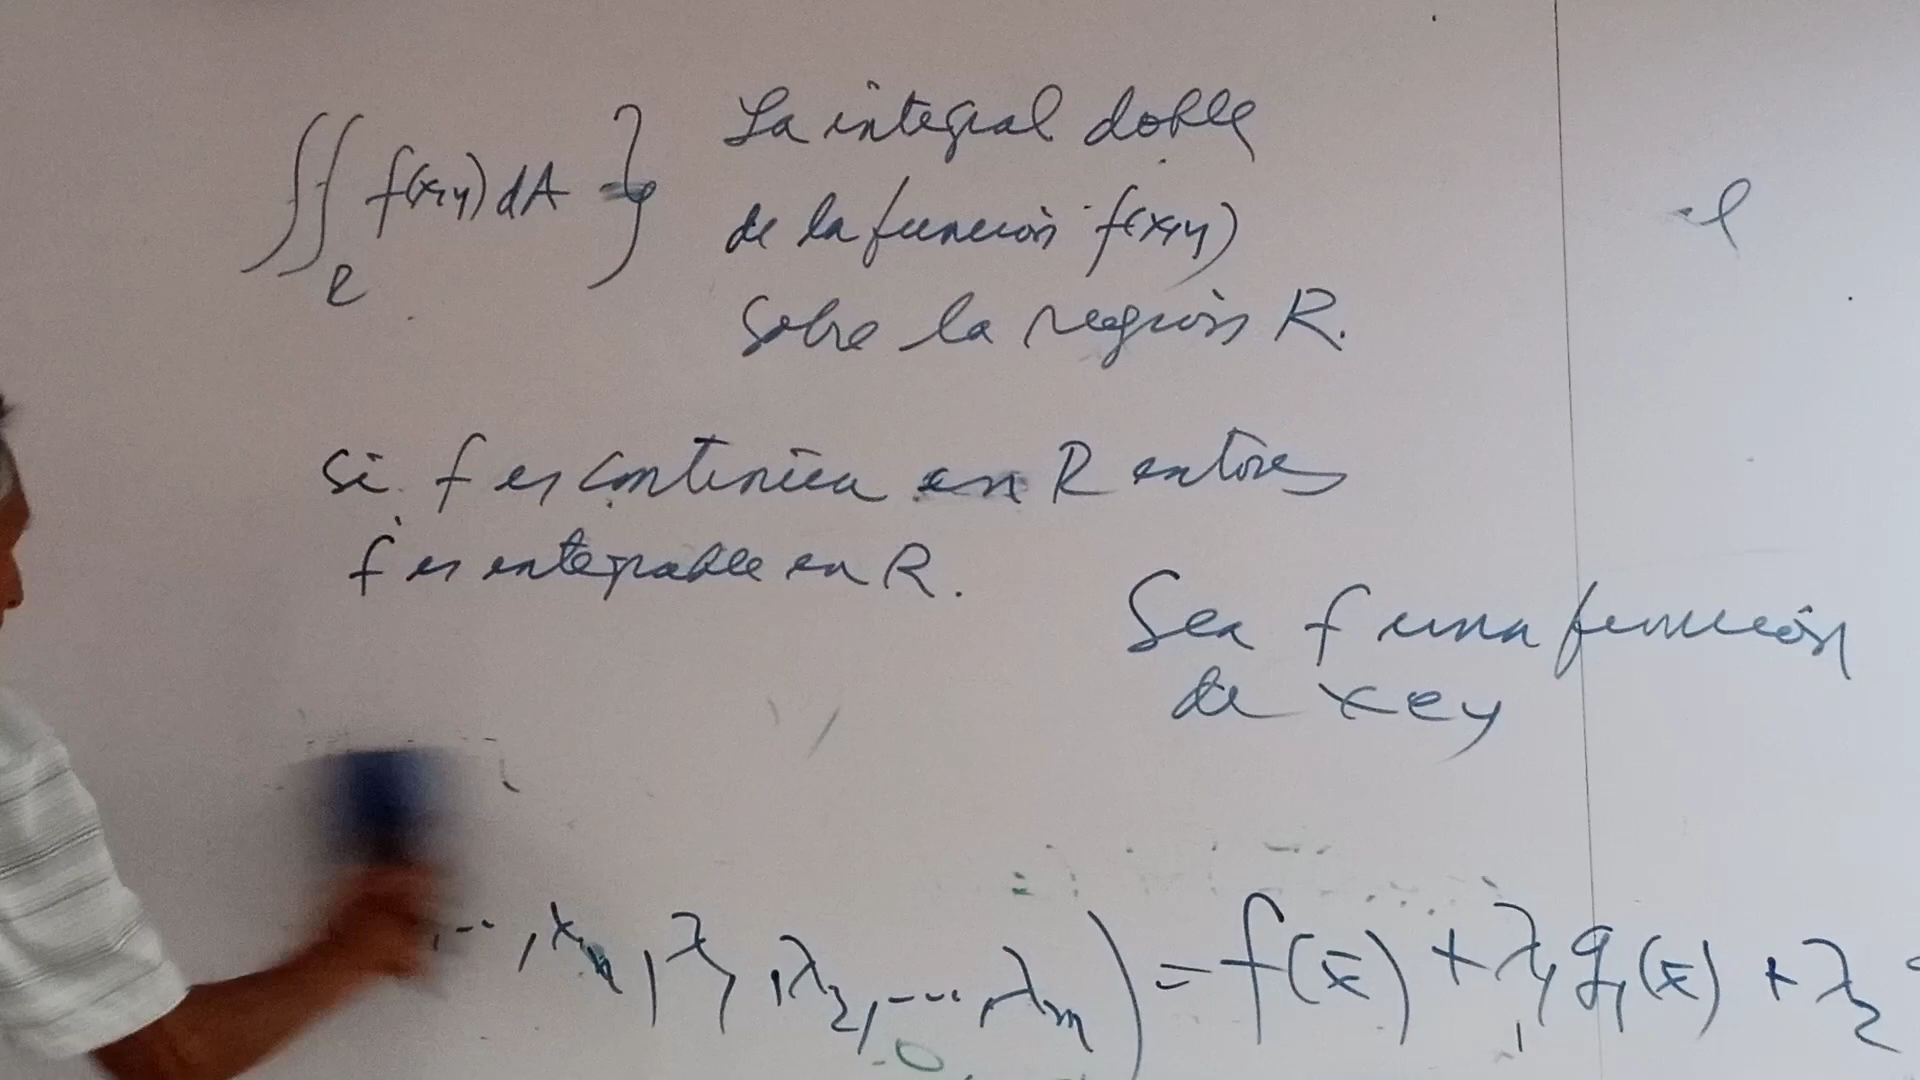 ∬_R f(x,y) dA } La integral doble
de la función f(x,y)
sobre la región R.
Si f es continua en R entonces
f es integrable en R.
Sea f una función
de x e y
..., x_n, λ_1, λ_2, ..., λ_m) = f(x̄) + λ_1 g_1(x̄) + λ_2